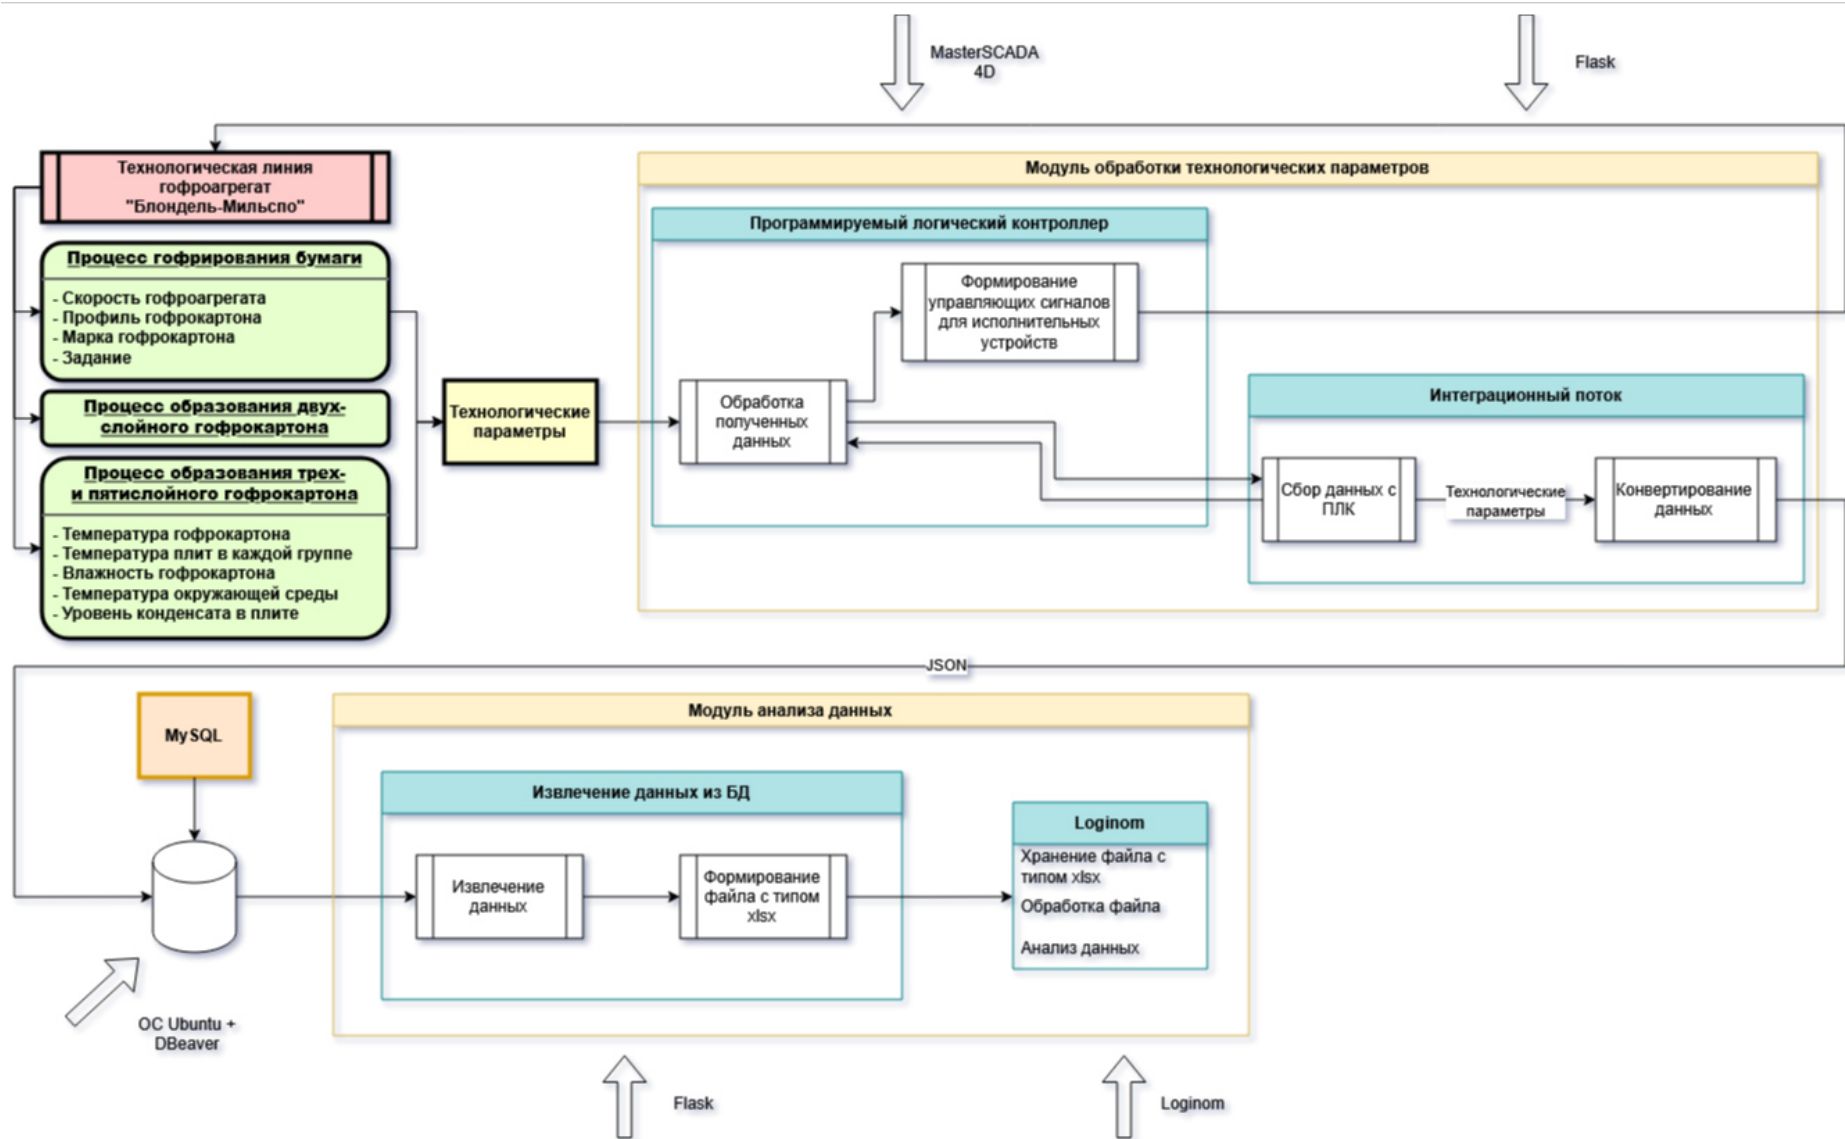 MasterSCADA
4D
Flask
Технологическая линия
гофроагрегат
"Блондель-Мильспо"
Процесс гофрирования бумаги
- Скорость гофроагрегата
- Профиль гофрокартона
- Марка гофрокартона
- Задание
Процесс образования двух-
слойного гофрокартона
Процесс образования трех-
и пятислойного гофрокартона
- Температура гофрокартона
- Температура плит в каждой группе
- Влажность гофрокартона
- Температура окружающей среды
- Уровень конденсата в плите
Технологические
параметры
Модуль обработки технологических параметров
Программируемый логический контроллер
Формирование
управляющих сигналов
для исполнительных
устройств
Обработка
полученных
данных
Интеграционный поток
Сбор данных с
ПЛК
Технологические
параметры
Конвертирование
данных
JSON
MySQL
ОС Ubuntu +
DBeaver
Модуль анализа данных
Извлечение данных из БД
Извлечение
данных
Формирование
файла с типом
xlsx
Loginom
Хранение файла с
типом xlsx
Обработка файла
Анализ данных
Flask
Loginom